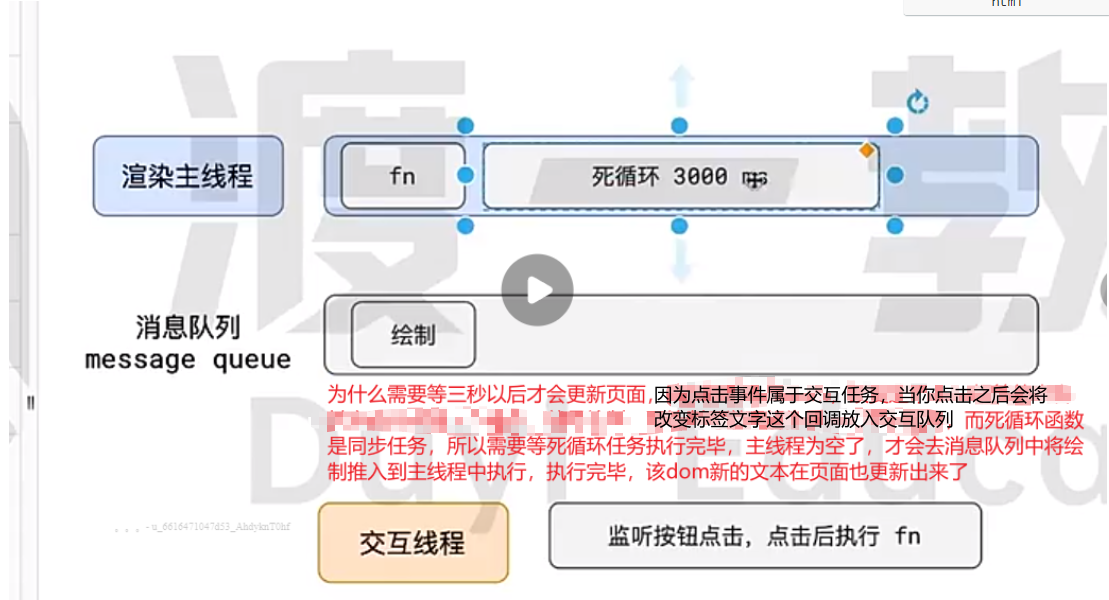 html
渲染主线程
fn
死循环 3000 ms
消息队列
message queue
绘制
为什么需要等三秒以后才会更新页面,因为点击事件属于交互任务，当你点击之后会将
改变标签文字这个回调放入交互队列 而死循环函数
是同步任务，所以需要等死循环任务执行完毕，主线程为空了，才会去消息队列中将绘
制推入到主线程中执行，执行完毕，该dom新的文本在页面也更新出来了
交互线程
监听按钮点击，点击后执行 fn
渡一教
Duyi Educa